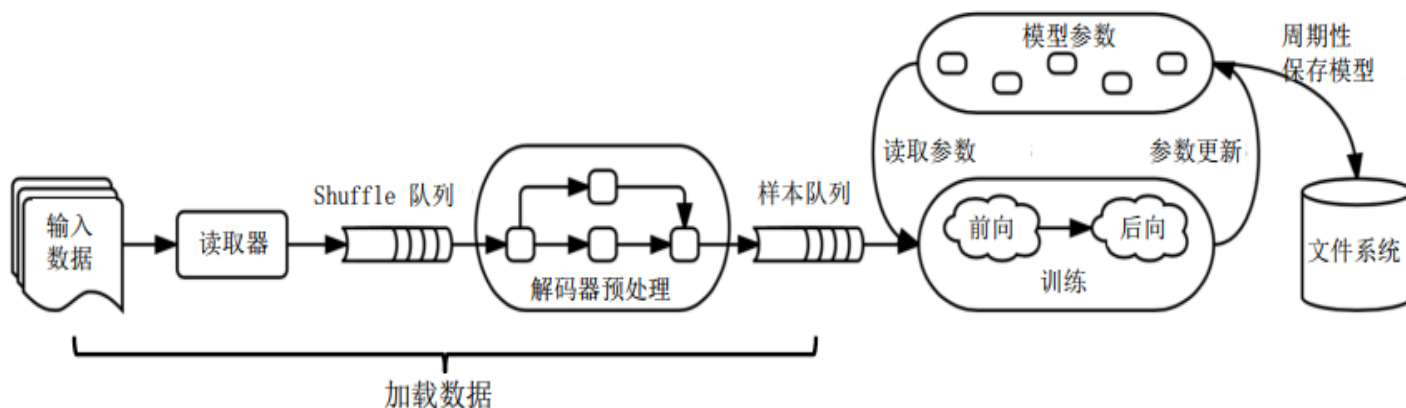 模型参数
周期性
保存模型
读取参数
参数更新
Shuffle 队列
样本队列
输入
数据
读取器
解码器预处理
前向
后向
训练
文件系统
加载数据